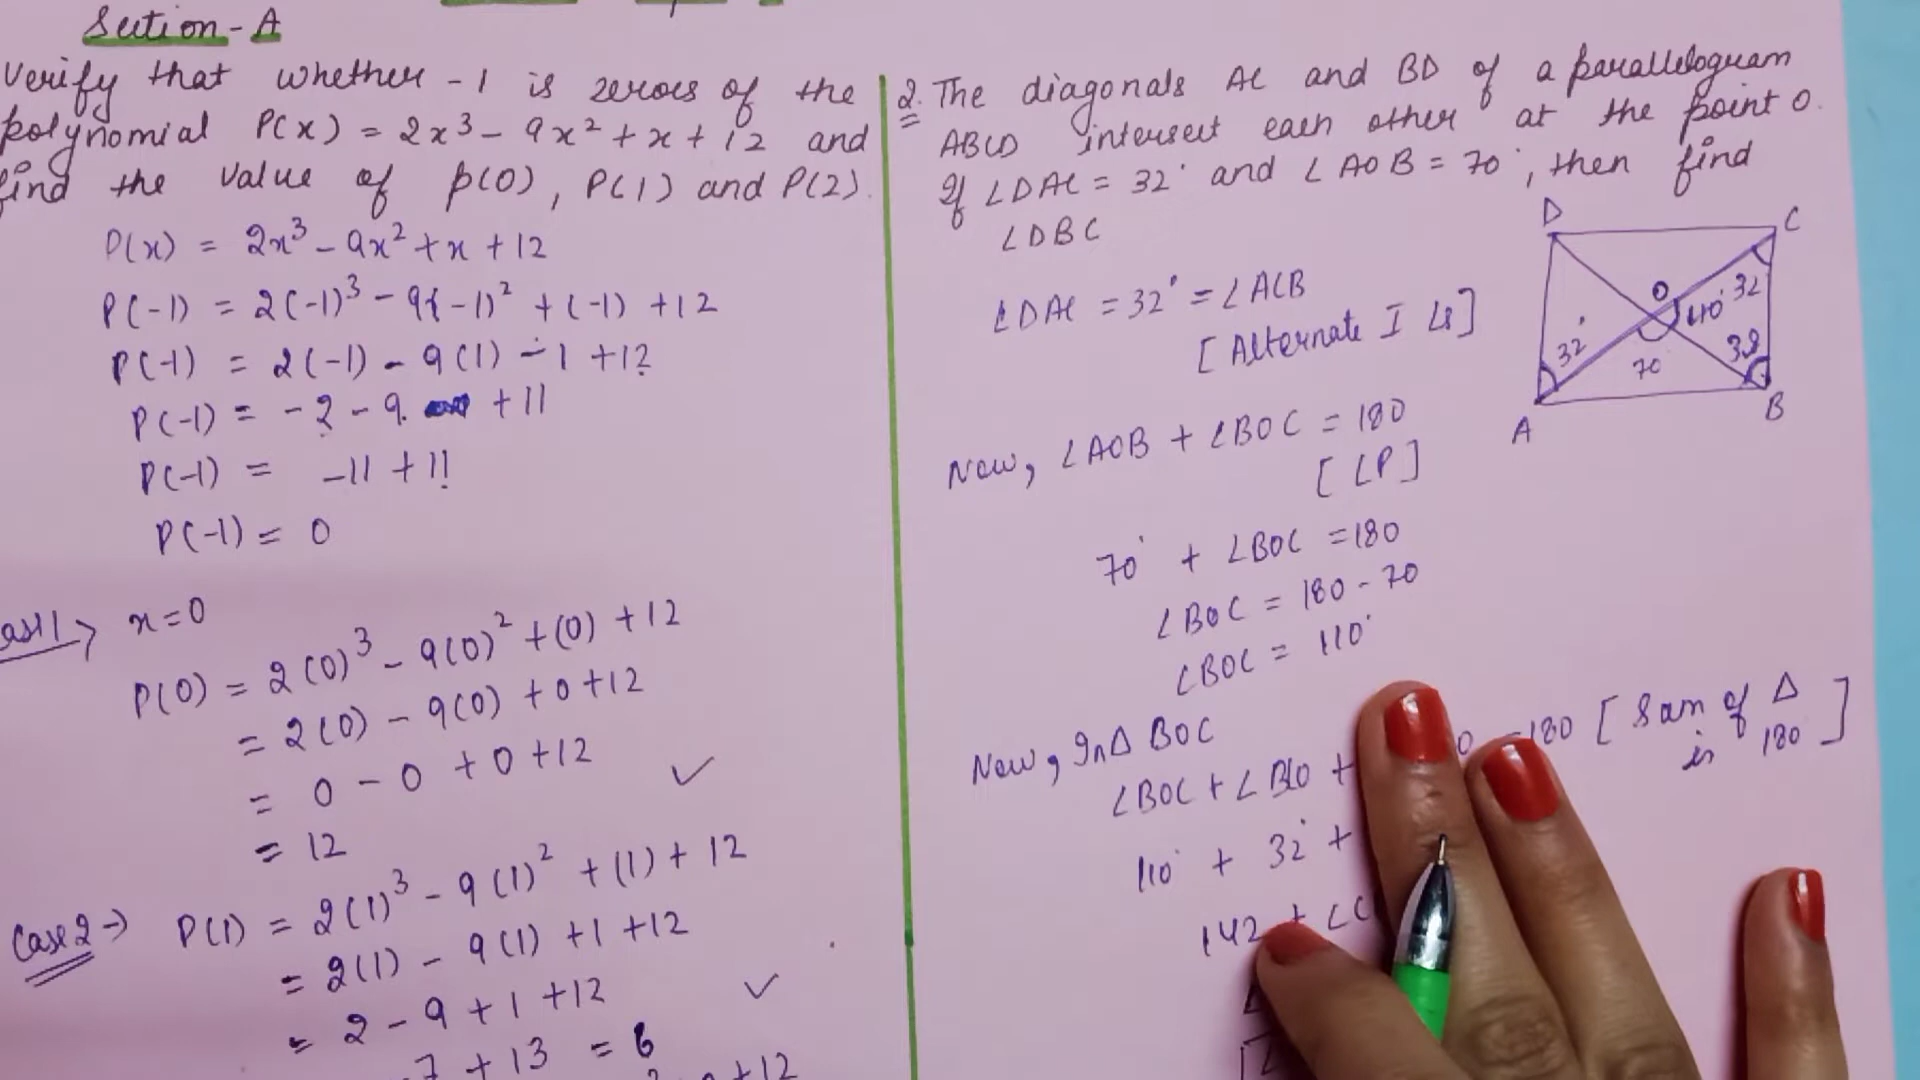 Section-A
Verify that whether -1 is zeroes of the
polynomial P(x) = 2x³ - 9x² + x + 12 and
find the value of p(0), P(1) and P(2).
P(x) = 2x³ - 9x² + x + 12
P(-1) = 2(-1)³ - 9(-1)² + (-1) + 12
P(-1) = 2(-1) - 9(1) - 1 + 12
P(-1) = -2 - 9 + 11
P(-1) = -11 + 11
P(-1) = 0
x = 0
P(0) = 2(0)³ - 9(0)² + (0) + 12
= 2(0) - 9(0) + 0 + 12
= 0 - 0 + 0 + 12
= 12
Case 2 → P(1) = 2(1)³ - 9(1)² + (1) + 12
= 2(1) - 9(1) + 1 + 12
= 2 - 9 + 1 + 12
7 + 13 = 6
+ 12
2. The diagonals AC and BD of a parallelogram
ABCD intersect each other at the point O.
If ∠DAC = 32° and ∠AOB = 70°, then find
∠DBC
∠DAC = 32° = ∠ACB
[Alternate I ∠s]
Now, ∠AOB + ∠BOC = 180
[LP]
70° + ∠BOC = 180
∠BOC = 180 - 70
∠BOC = 110°
Now, In Δ BOC
∠BOC + ∠BCO + = 180 [Sum of Δ
is 180]
110° + 32° +
142 + ∠C
D
C
O
32
110°
32°
70
38
A
B